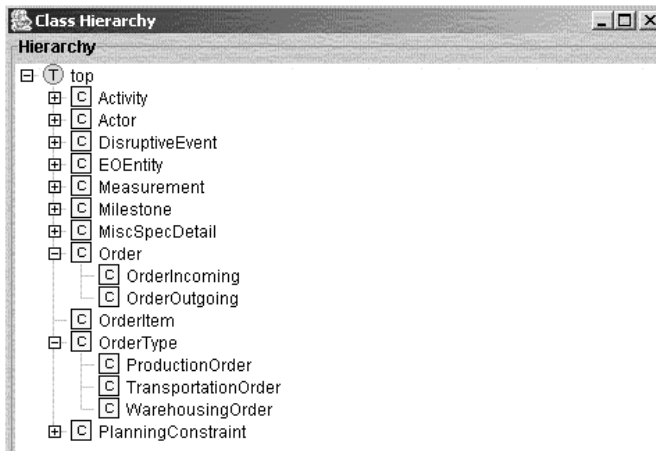 Class Hierarchy
Hierarchy
T top
C Activity
C Actor
C DisruptiveEvent
C EOEntity
C Measurement
C Milestone
C MiscSpecDetail
C Order
C OrderIncoming
C OrderOutgoing
C OrderItem
C OrderType
C ProductionOrder
C TransportationOrder
C WarehousingOrder
C PlanningConstraint